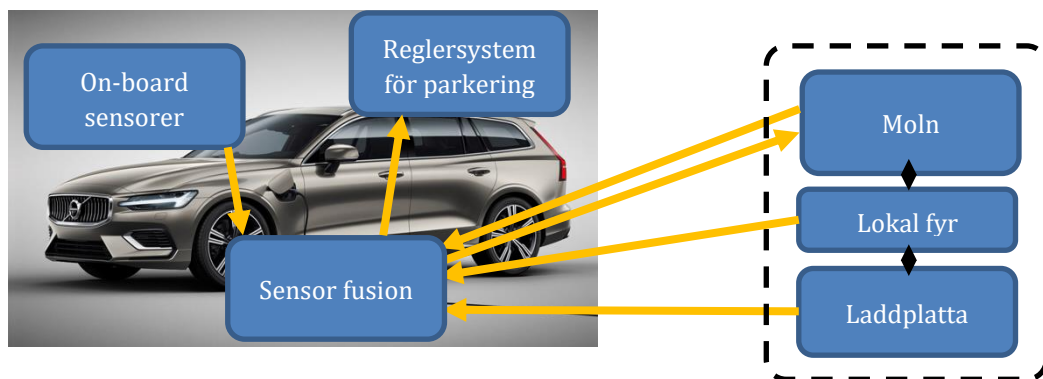 On-board
sensorer
Reglersystem
för parkering
Sensor fusion
Moln
Lokal fyr
Laddplatta